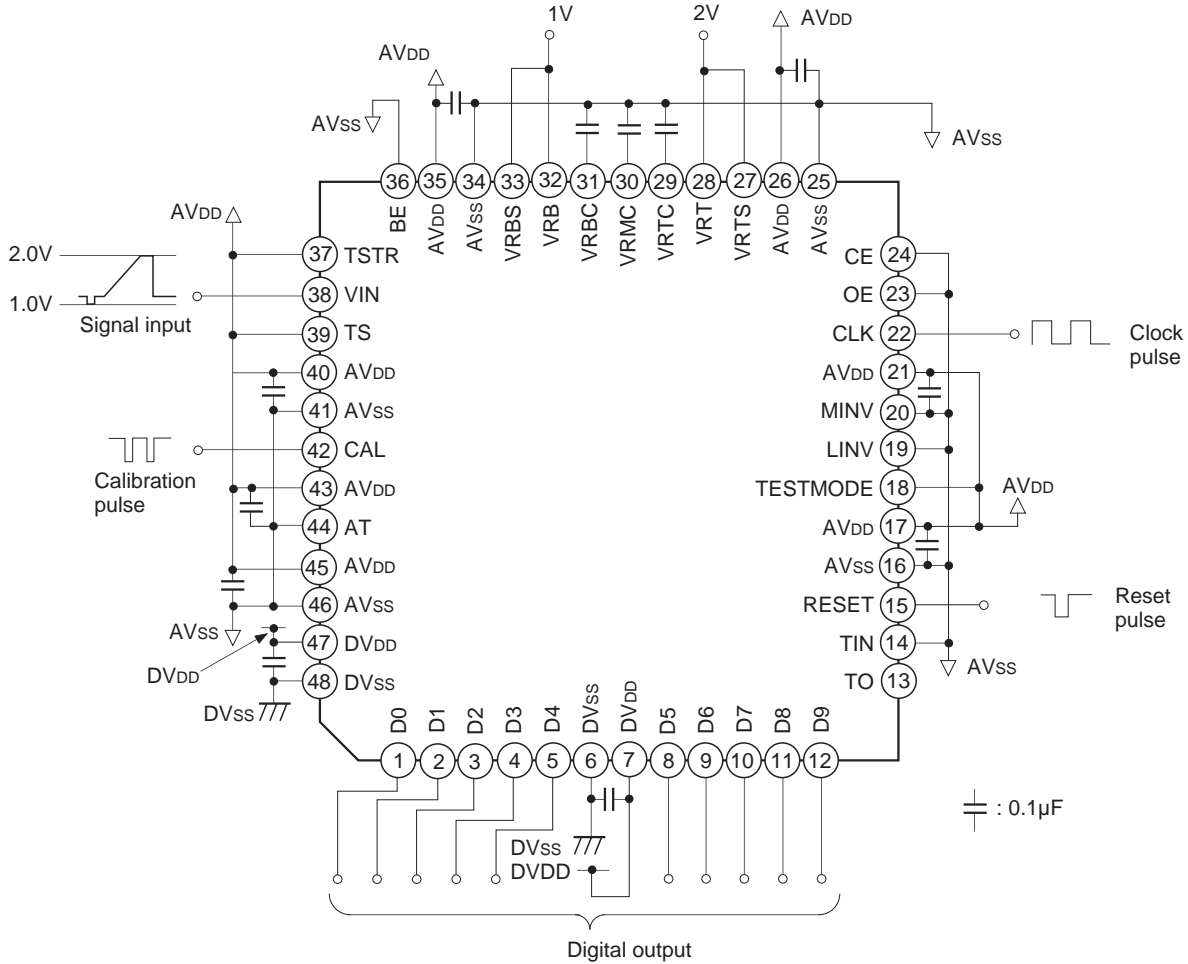 1V
2V
AVDD
AVDD
AVSS
AVSS
36 35 34 33 32 31 30 29 28 27 26 25
BE AVDD AVSS VRBS VRB VRBC VRMC VRTC VRT VRTS AVDD AVSS
AVDD
2.0V
1.0V
Signal input
Calibration
pulse
AVSS
DVDD
DVSS
37 TSTR
38 VIN
39 TS
40 AVDD
41 AVSS
42 CAL
43 AVDD
44 AT
45 AVDD
46 AVSS
47 DVDD
48 DVSS
CE 24
OE 23
CLK 22
AVDD 21
MINV 20
LINV 19
TESTMODE 18
AVDD 17
AVSS 16
RESET 15
TIN 14
TO 13
Clock
pulse
AVDD
Reset
pulse
AVSS
D0 D1 D2 D3 D4 DVSS DVDD D5 D6 D7 D8 D9
1 2 3 4 5 6 7 8 9 10 11 12
: 0.1µF
DVSS
DVDD
Digital output